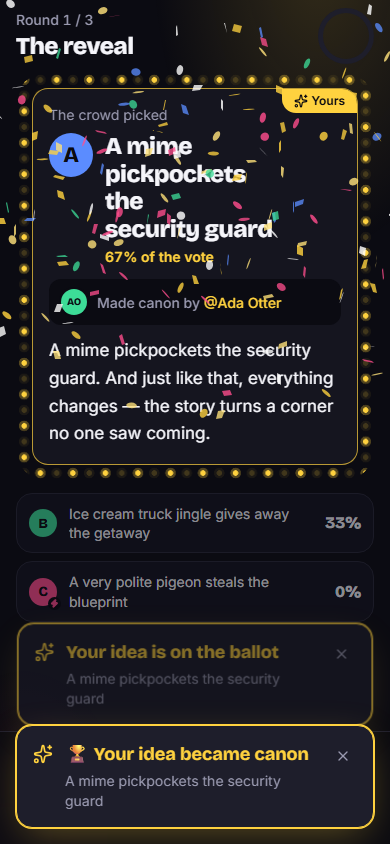 Round 1 / 3
The reveal
Yours
The crowd picked
A
A mime
pickpockets
the
security guard
67% of the vote
AO
Made canon by @Ada Otter
A mime pickpockets the security
guard. And just like that, everything
changes — the story turns a corner
no one saw coming.
B
Ice cream truck jingle gives away
the getaway
33%
C
A very polite pigeon steals the
blueprint
0%
Your idea is on the ballot
A mime pickpockets the security
guard
🏆 Your idea became canon
A mime pickpockets the security
guard